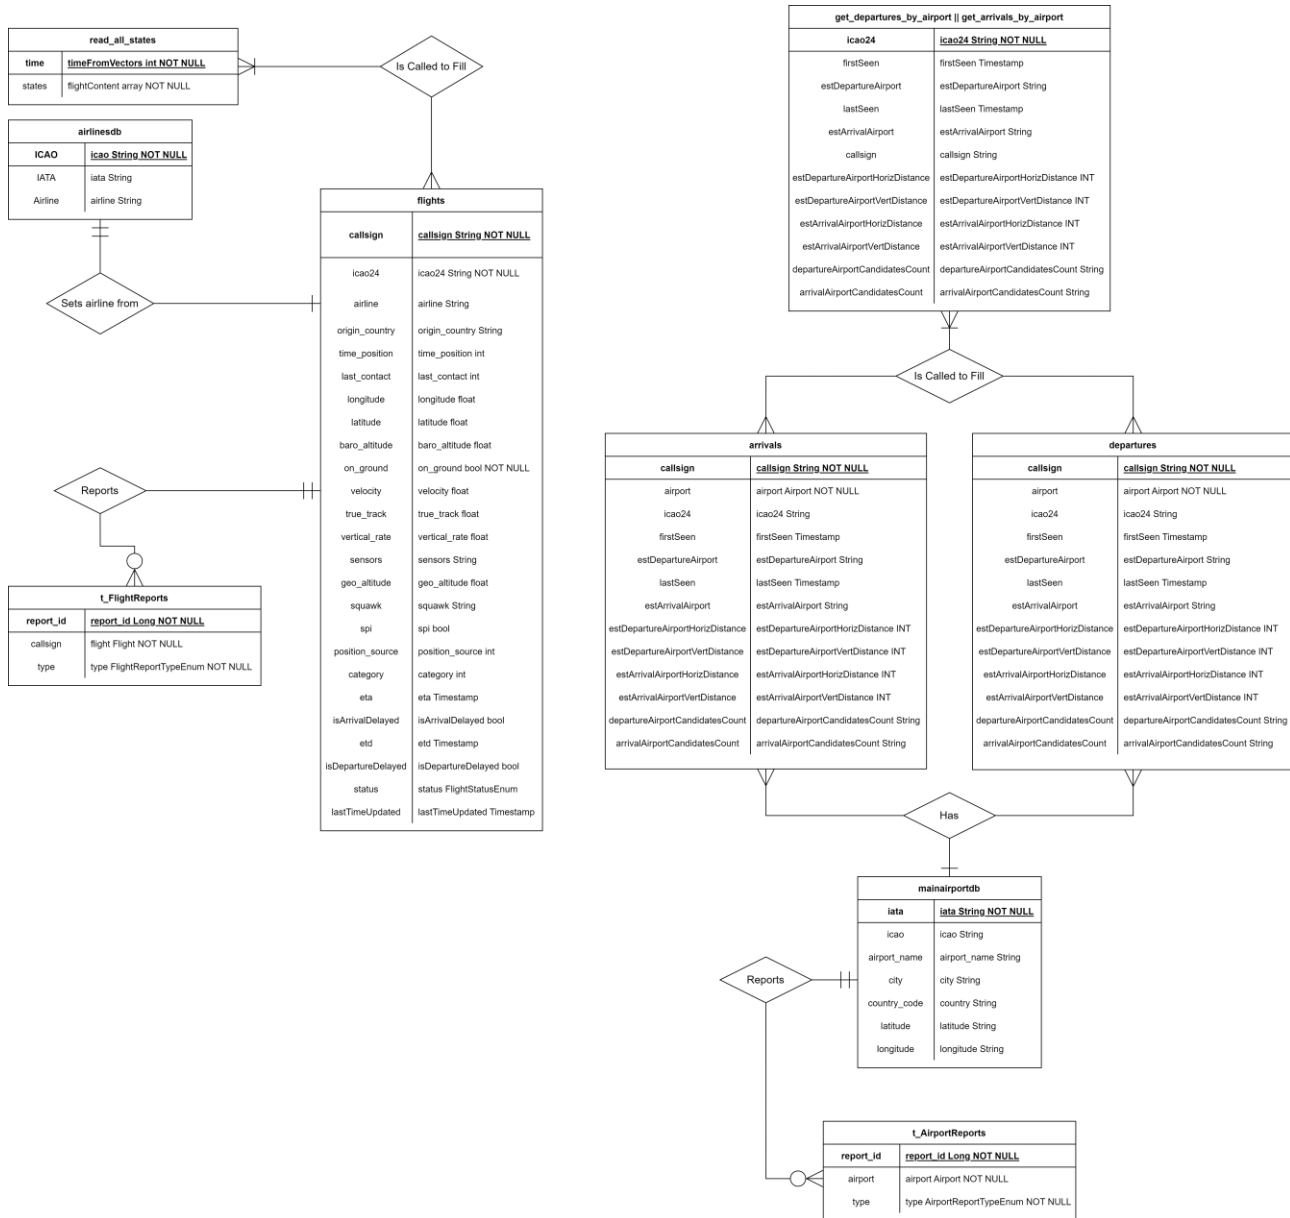 read_all_states
time timeFromVectors int NOT NULL
states flightContent array NOT NULL
Is Called to Fill
airlinesdb
ICAO icao String NOT NULL
IATA iata String
Airline airline String
Sets airline from
flights
callsign callsign String NOT NULL
icao24 icao24 String NOT NULL
airline airline String
origin_country origin_country String
time_position time_position int
last_contact last_contact int
longitude longitude float
latitude latitude float
baro_altitude baro_altitude float
on_ground on_ground bool NOT NULL
velocity velocity float
true_track true_track float
vertical_rate vertical_rate float
sensors sensors String
geo_altitude geo_altitude float
squawk squawk String
spi spi bool
position_source position_source int
category category int
eta eta Timestamp
isArrivalDelayed isArrivalDelayed bool
etd etd Timestamp
isDepartureDelayed isDepartureDelayed bool
status status FlightStatusEnum
lastTimeUpdated lastTimeUpdated Timestamp
Reports
t_FlightReports
report_id report_id Long NOT NULL
callsign flight Flight NOT NULL
type type FlightReportTypeEnum NOT NULL
get_departures_by_airport || get_arrivals_by_airport
icao24 icao24 String NOT NULL
firstSeen firstSeen Timestamp
estDepartureAirport estDepartureAirport String
lastSeen lastSeen Timestamp
estArrivalAirport estArrivalAirport String
callsign callsign String
estDepartureAirportHorizDistance estDepartureAirportHorizDistance INT
estDepartureAirportVertDistance estDepartureAirportVertDistance INT
estArrivalAirportHorizDistance estArrivalAirportHorizDistance INT
estArrivalAirportVertDistance estArrivalAirportVertDistance INT
departureAirportCandidatesCount departureAirportCandidatesCount String
arrivalAirportCandidatesCount arrivalAirportCandidatesCount String
Is Called to Fill
arrivals
callsign callsign String NOT NULL
airport airport Airport NOT NULL
icao24 icao24 String
firstSeen firstSeen Timestamp
estDepartureAirport estDepartureAirport String
lastSeen lastSeen Timestamp
estArrivalAirport estArrivalAirport String
estDepartureAirportHorizDistance estDepartureAirportHorizDistance INT
estDepartureAirportVertDistance estDepartureAirportVertDistance INT
estArrivalAirportHorizDistance estArrivalAirportHorizDistance INT
estArrivalAirportVertDistance estArrivalAirportVertDistance INT
departureAirportCandidatesCount departureAirportCandidatesCount String
arrivalAirportCandidatesCount arrivalAirportCandidatesCount String
departures
callsign callsign String NOT NULL
airport airport Airport NOT NULL
icao24 icao24 String
firstSeen firstSeen Timestamp
estDepartureAirport estDepartureAirport String
lastSeen lastSeen Timestamp
estArrivalAirport estArrivalAirport String
estDepartureAirportHorizDistance estDepartureAirportHorizDistance INT
estDepartureAirportVertDistance estDepartureAirportVertDistance INT
estArrivalAirportHorizDistance estArrivalAirportHorizDistance INT
estArrivalAirportVertDistance estArrivalAirportVertDistance INT
departureAirportCandidatesCount departureAirportCandidatesCount String
arrivalAirportCandidatesCount arrivalAirportCandidatesCount String
Has
mainairportdb
iata iata String NOT NULL
icao icao String
airport_name airport_name String
city city String
country_code country String
latitude latitude String
longitude longitude String
Reports
t_AirportReports
report_id report_id Long NOT NULL
airport airport Airport NOT NULL
type type AirportReportTypeEnum NOT NULL